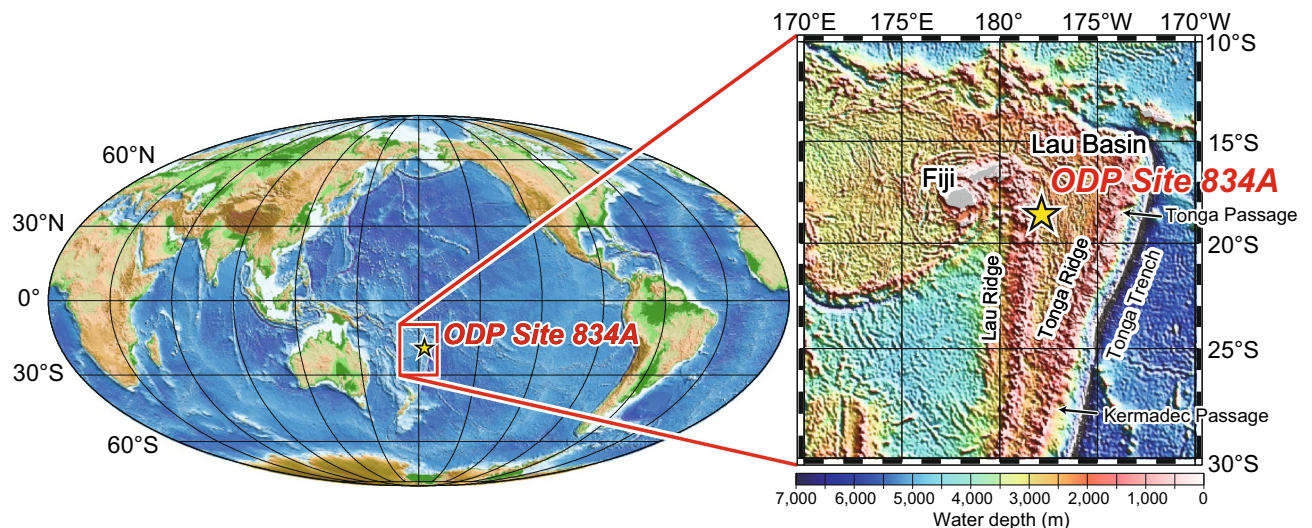 60°N
30°N
0°
30°S
60°S
ODP Site 834A
170°E 175°E 180° 175°W 170°W
10°S
15°S
20°S
25°S
30°S
Lau Basin
Fiji
ODP Site 834A
Tonga Passage
Lau Ridge
Tonga Ridge
Tonga Trench
Kermadec Passage
7,000 6,000 5,000 4,000 3,000 2,000 1,000 0
Water depth (m)